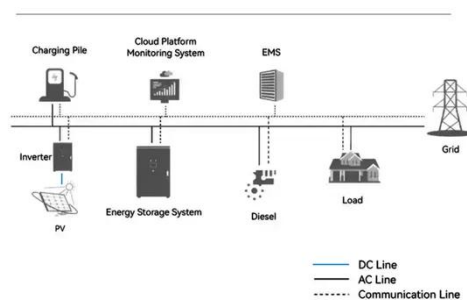 Charging Pile
Cloud Platform
Monitoring System
EMS
Grid
Inverter
PV
Energy Storage System
Diesel
Load
DC Line
AC Line
Communication Line